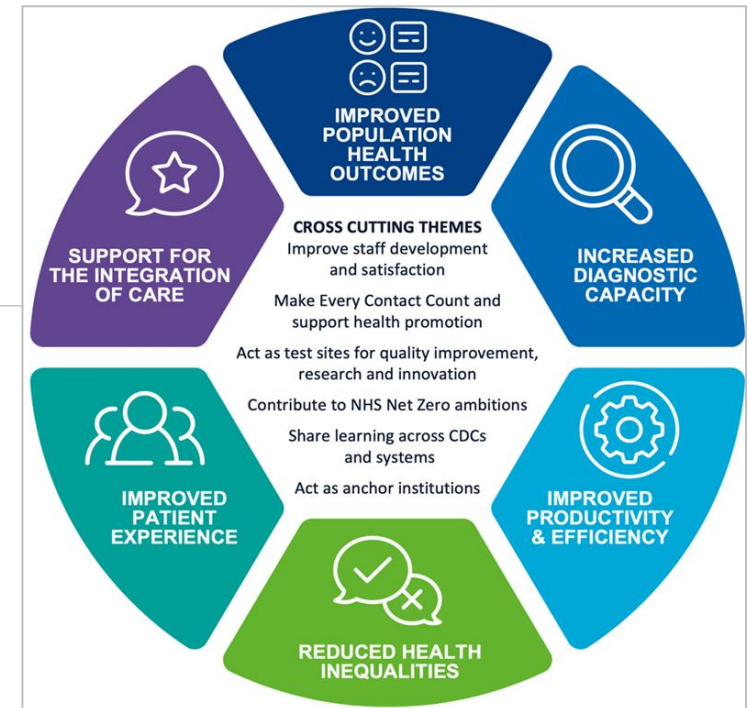 IMPROVED
POPULATION
HEALTH
OUTCOMES
INCREASED
DIAGNOSTIC
CAPACITY
IMPROVED
PRODUCTIVITY
& EFFICIENCY
REDUCED HEALTH
INEQUALITIES
IMPROVED
PATIENT
EXPERIENCE
SUPPORT FOR
THE INTEGRATION
OF CARE
CROSS CUTTING THEMES
Improve staff development
and satisfaction
Make Every Contact Count and
support health promotion
Act as test sites for quality improvement,
research and innovation
Contribute to NHS Net Zero ambitions
Share learning across CDCs
and systems
Act as anchor institutions